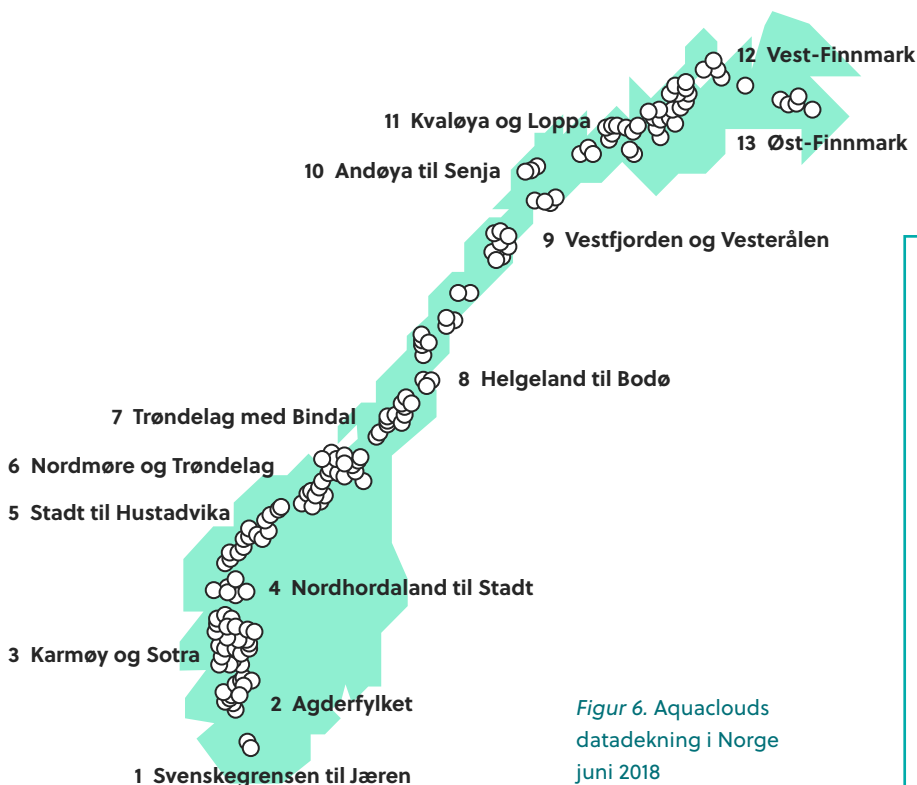 12 Vest-Finnmark
11 Kvaløya og Loppa
13 Øst-Finnmark
10 Andøya til Senja
9 Vestfjorden og Vesterålen
8 Helgeland til Bodø
7 Trøndelag med Bindal
6 Nordmøre og Trøndelag
5 Stadt til Hustadvika
4 Nordhordaland til Stadt
3 Karmøy og Sotra
2 Agderfylket
1 Svenskegrensen til Jæren
Figur 6. Aquaclouds
datadekning i Norge
juni 2018